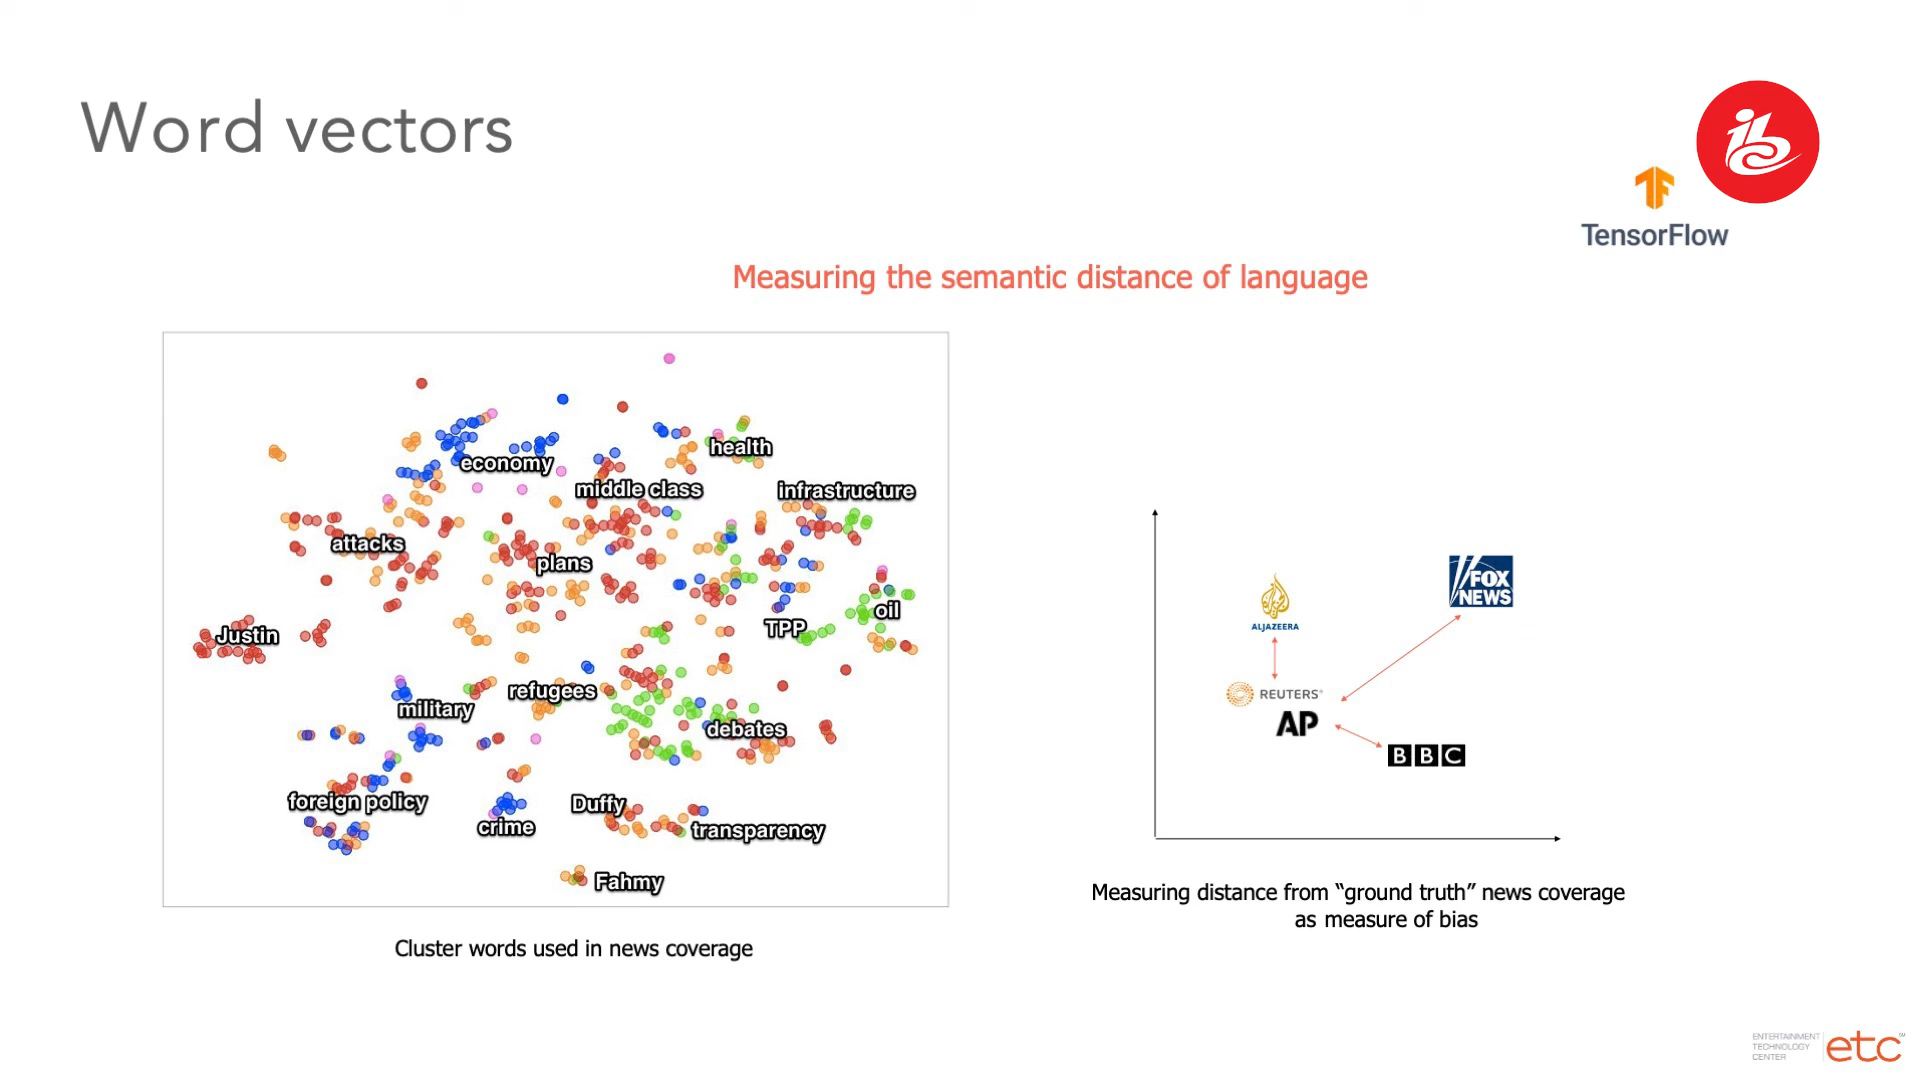 Word vectors
TensorFlow
Measuring the semantic distance of language
health
economy
middle class
infrastructure
attacks
plans
oil
TPP
Justin
refugees
military
debates
foreign policy
Duffy
crime
transparency
Fahmy
Cluster words used in news coverage
FOX
NEWS
ALJAZEERA
REUTERS
AP
BBC
Measuring distance from “ground truth” news coverage
as measure of bias
ENTERTAINMENT
TECHNOLOGY
CENTER
etc